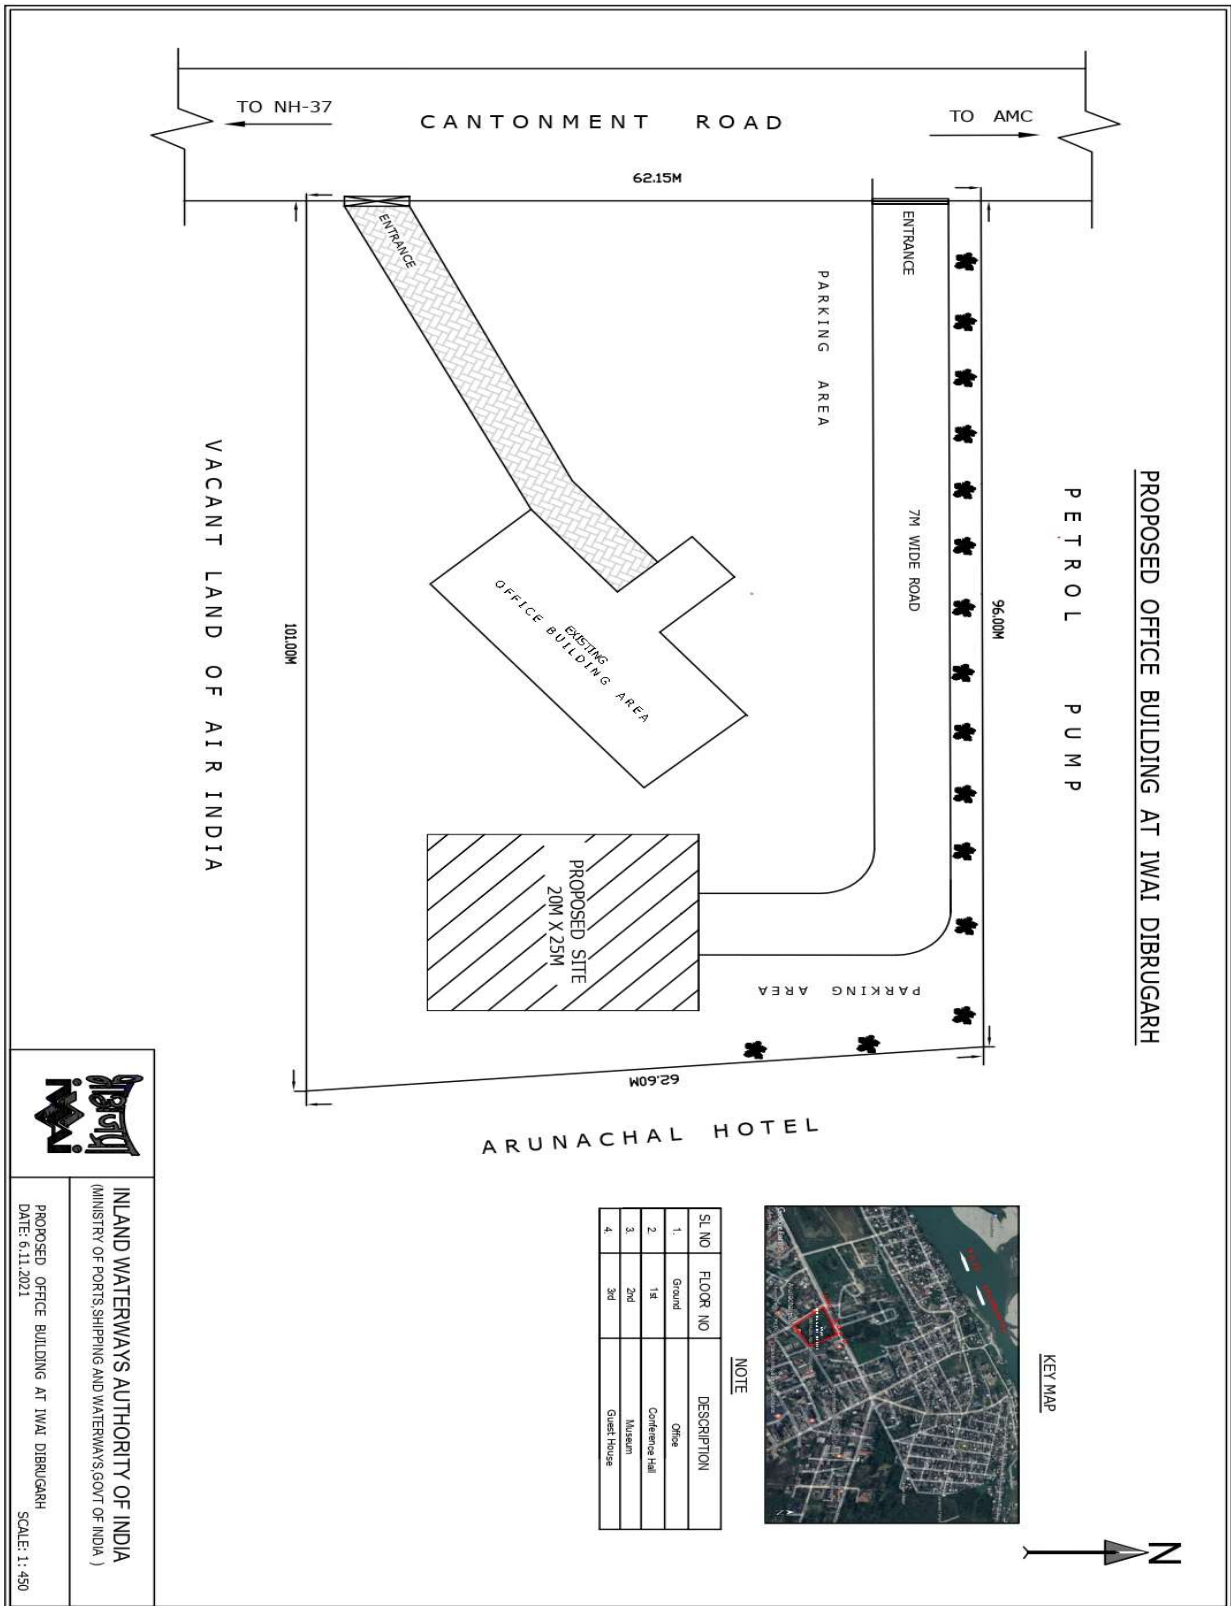 PROPOSED OFFICE BUILDING AT IWAI DIBRUGARH
TO NH-37
CANTONMENT ROAD
TO AMC
62.15M
ENTRANCE
ENTRANCE
PARKING AREA
7M WIDE ROAD
96.00M
PETROL PUMP
EXISTING
OFFICE BUILDING AREA
101.00M
VACANT LAND OF AIR INDIA
PROPOSED SITE
20M X 25M
PARKING AREA
62.60M
ARUNACHAL HOTEL
N
KEY MAP
NOTE
SL NO FLOOR NO DESCRIPTION
1. Ground Office
2. 1st Conference Hall
3. 2nd Museum
4. 3rd Guest House
INLAND WATERWAYS AUTHORITY OF INDIA
(MINISTRY OF PORTS,SHIPPING AND WATERWAYS,GOVT OF INDIA )
PROPOSED OFFICE BUILDING AT IWAI DIBRUGARH
DATE: 6.11.2021 SCALE: 1: 450